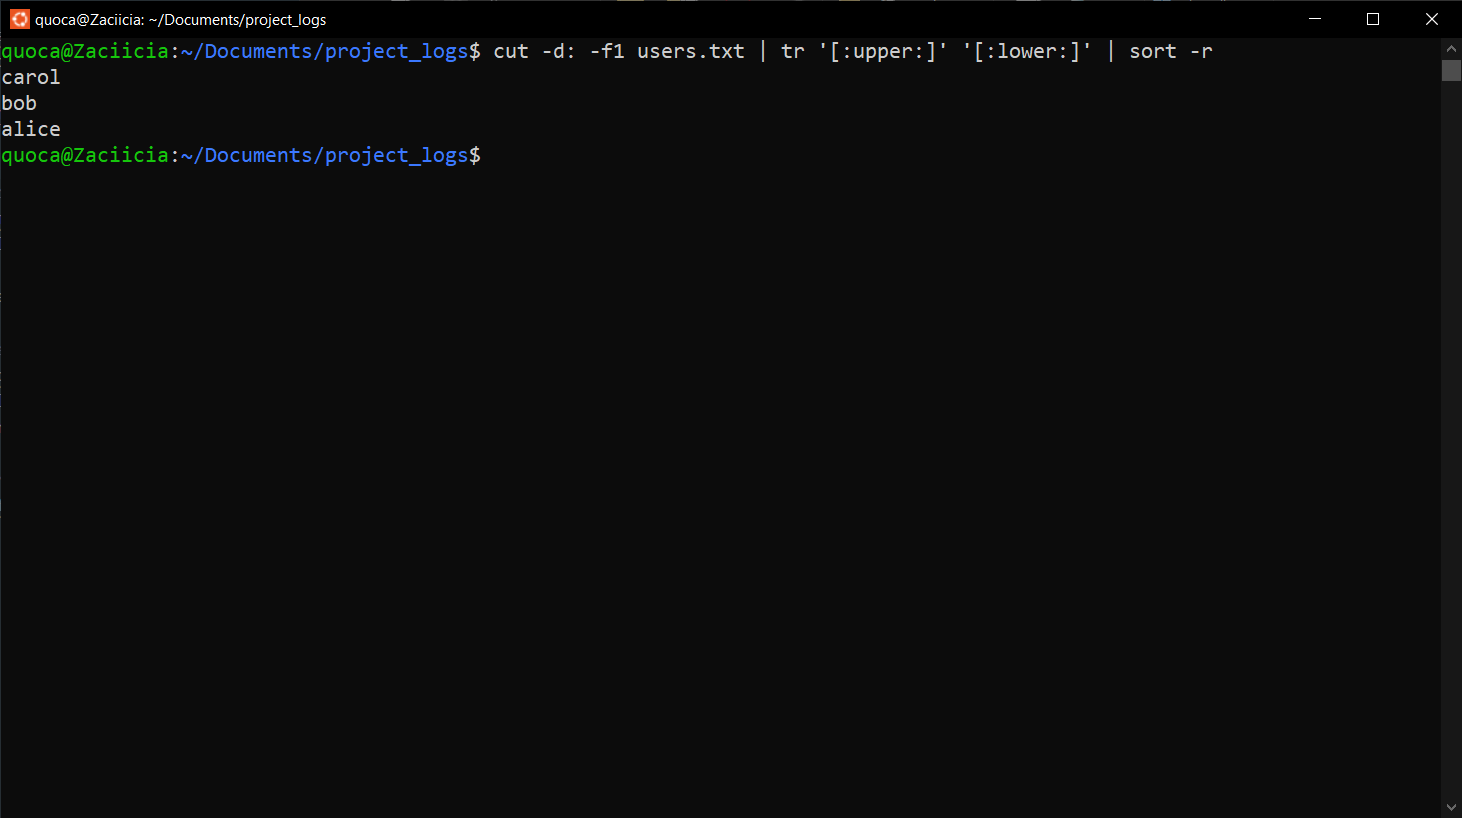 quoca@Zaciicia: ~/Documents/project_logs
quoca@Zaciicia:~/Documents/project_logs$ cut -d: -f1 users.txt | tr '[:upper:]' '[:lower:]' | sort -r
carol
bob
alice
quoca@Zaciicia:~/Documents/project_logs$